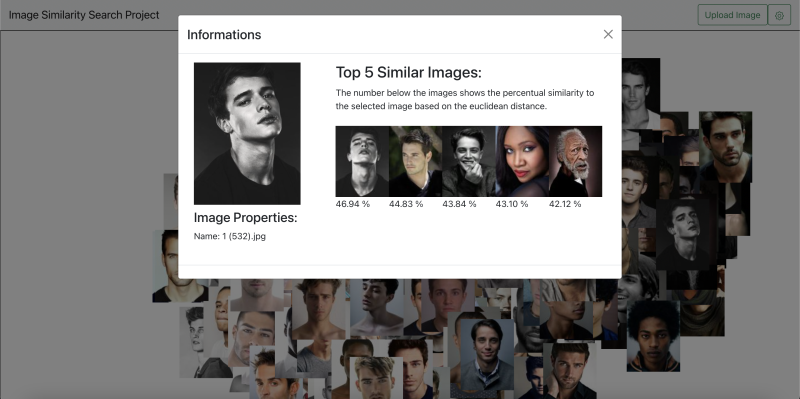 Image Similarity Search Project
Upload Image
Informations
Top 5 Similar Images:
The number below the images shows the percentual similarity to
the selected image based on the euclidean distance.
46.94 % 44.83 % 43.84 % 43.10 % 42.12 %
Image Properties:
Name: 1 (532).jpg